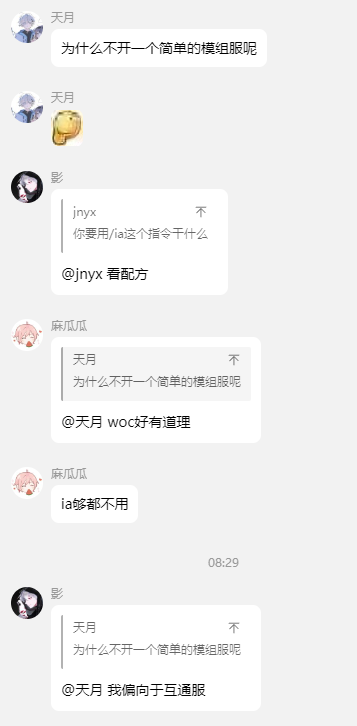 天月
为什么不开一个简单的模组服呢
天月
影
jnyx
你要用/ia这个指令干什么
@jnyx 看配方
麻瓜瓜
天月
为什么不开一个简单的模组服呢
@天月 woc好有道理
麻瓜瓜
ia够都不用
08:29
影
天月
为什么不开一个简单的模组服呢
@天月 我偏向于互通服